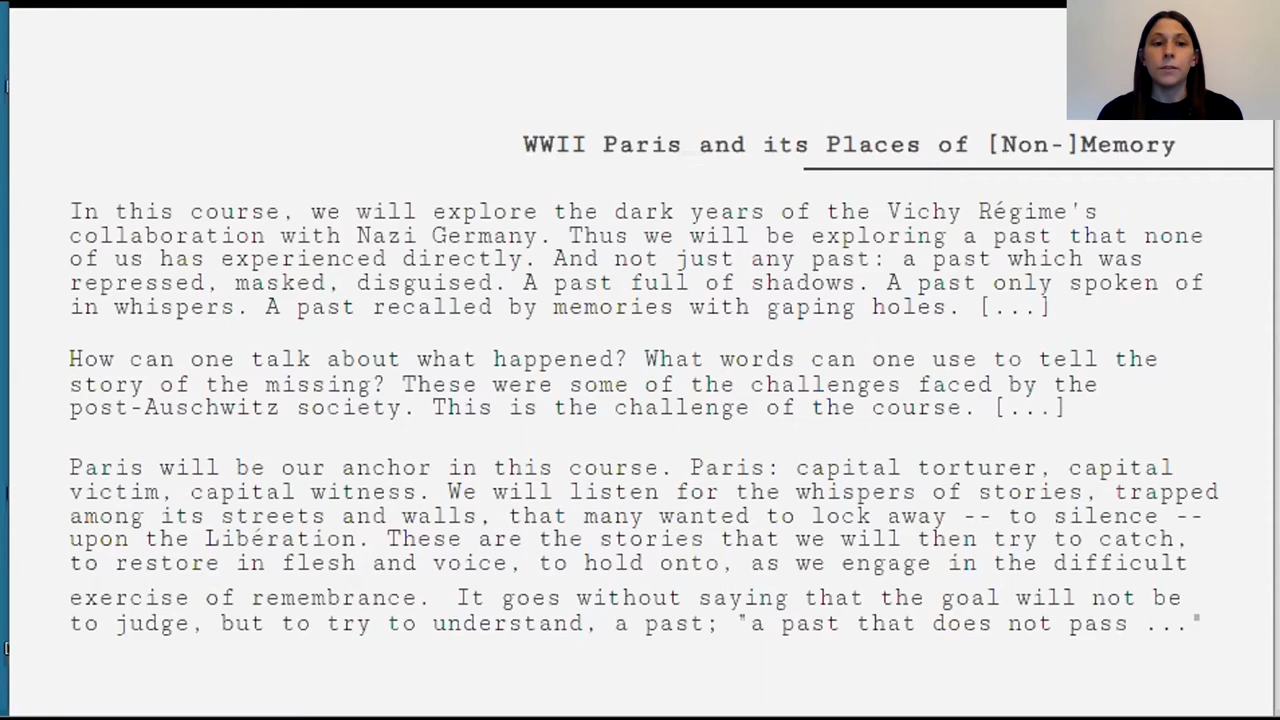 WWII Paris and its Places of [Non-]Memory
In this course, we will explore the dark years of the Vichy Régime's
collaboration with Nazi Germany. Thus we will be exploring a past that none
of us has experienced directly. And not just any past: a past which was
repressed, masked, disguised. A past full of shadows. A past only spoken of
in whispers. A past recalled by memories with gaping holes. [...]
How can one talk about what happened? What words can one use to tell the
story of the missing? These were some of the challenges faced by the
post-Auschwitz society. This is the challenge of the course. [...]
Paris will be our anchor in this course. Paris: capital torturer, capital
victim, capital witness. We will listen for the whispers of stories, trapped
among its streets and walls, that many wanted to lock away -- to silence --
upon the Libération. These are the stories that we will then try to catch,
to restore in flesh and voice, to hold onto, as we engage in the difficult
exercise of remembrance. It goes without saying that the goal will not be
to judge, but to try to understand, a past; "a past that does not pass ..."